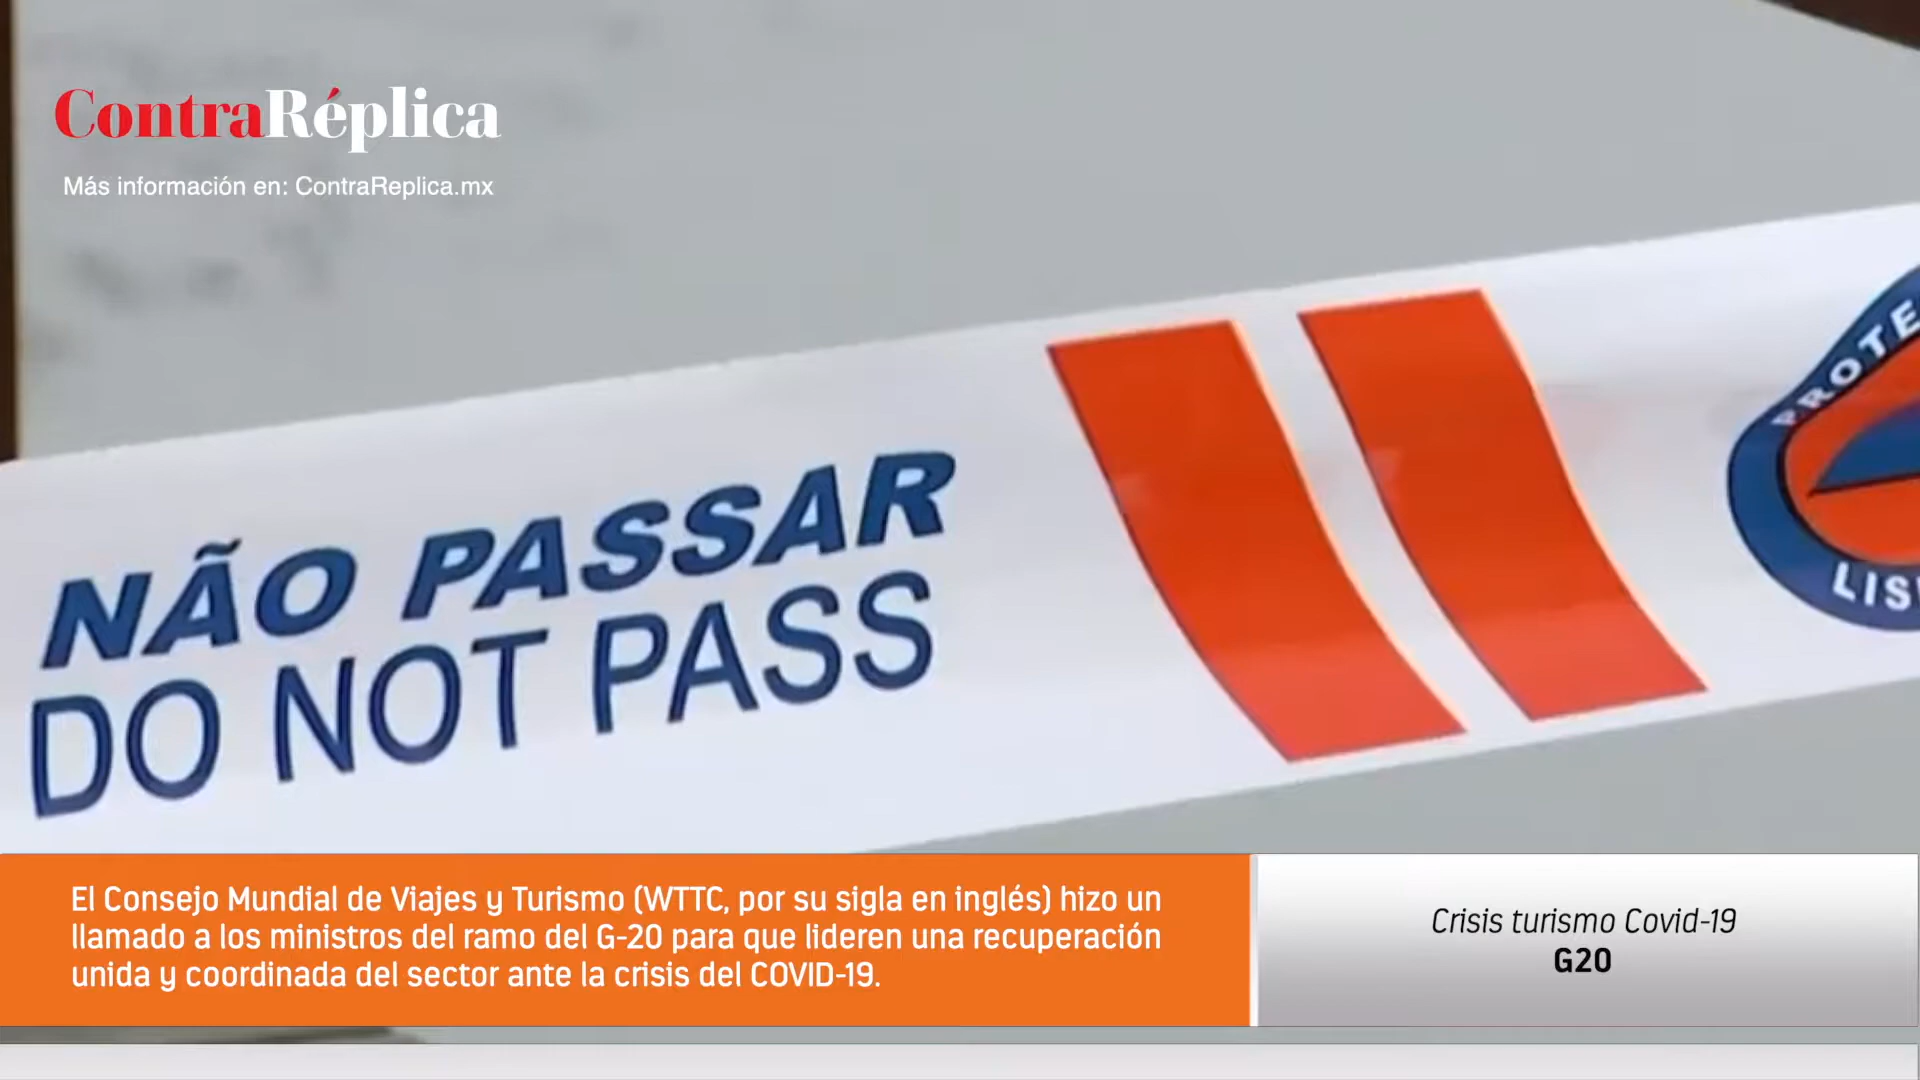 ContraRéplica
Más información en: ContraReplica.mx
NÃO PASSAR
DO NOT PASS
El Consejo Mundial de Viajes y Turismo (WTTC, por su sigla en inglés) hizo un
llamado a los ministros del ramo del G-20 para que lideren una recuperación
unida y coordinada del sector ante la crisis del COVID-19.
Crisis turismo Covid-19
G20